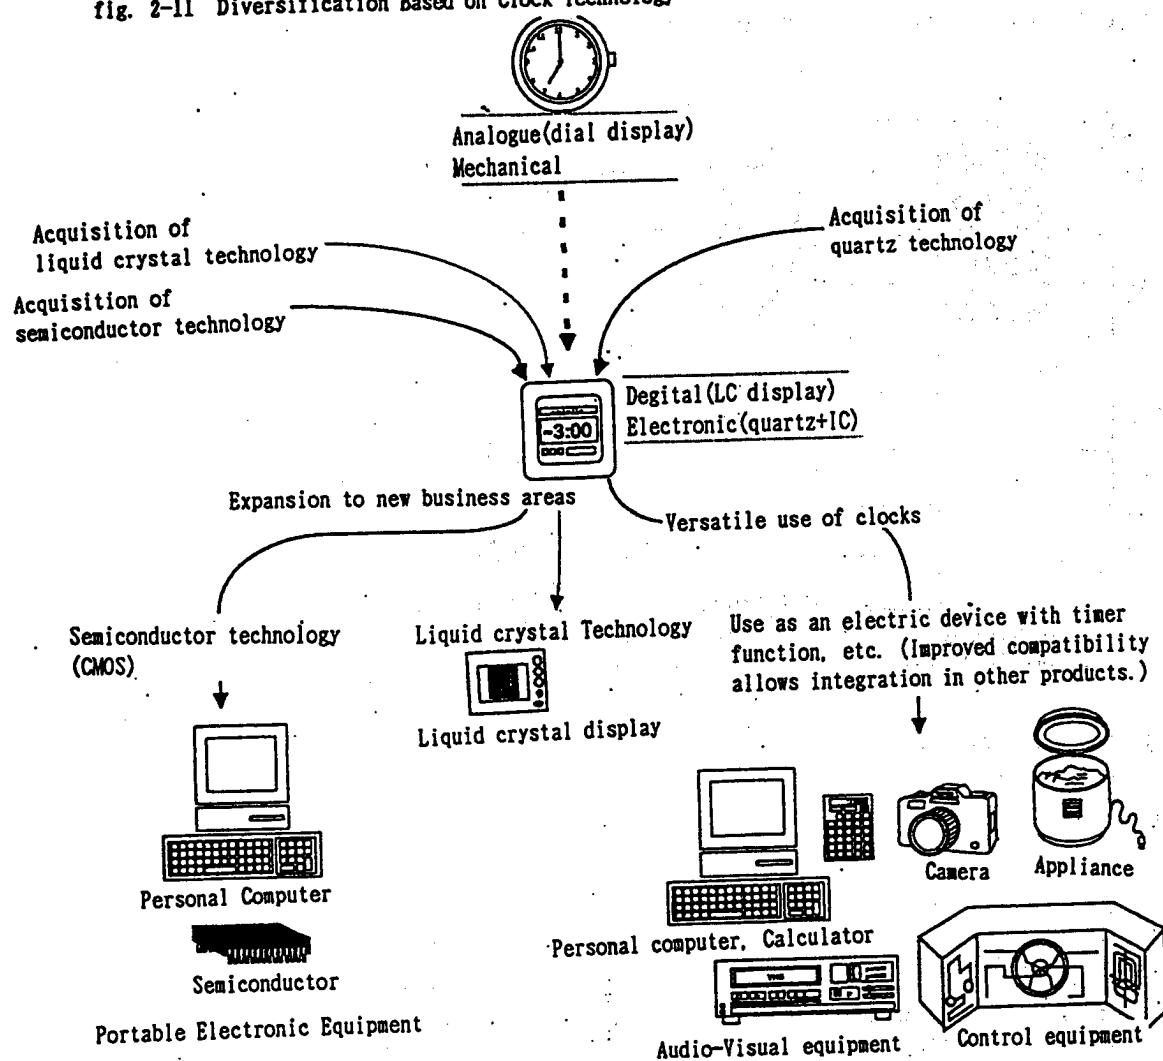 fig. 2-11 Diversification Based on Clock Technology
Analogue(dial display)
Mechanical
Acquisition of
liquid crystal technology
Acquisition of
quartz technology
Acquisition of
semiconductor technology
Degital(LC display)
Electronic(quartz+IC)
-3:00
Expansion to new business areas
Versatile use of clocks
Semiconductor technology
(CMOS)
Liquid crystal Technology
Liquid crystal display
Use as an electric device with timer
function, etc. (Improved compatibility
allows integration in other products.)
Personal Computer
Semiconductor
Portable Electronic Equipment
Camera
Appliance
Personal computer, Calculator
VHS
Audio-Visual equipment
Control equipment